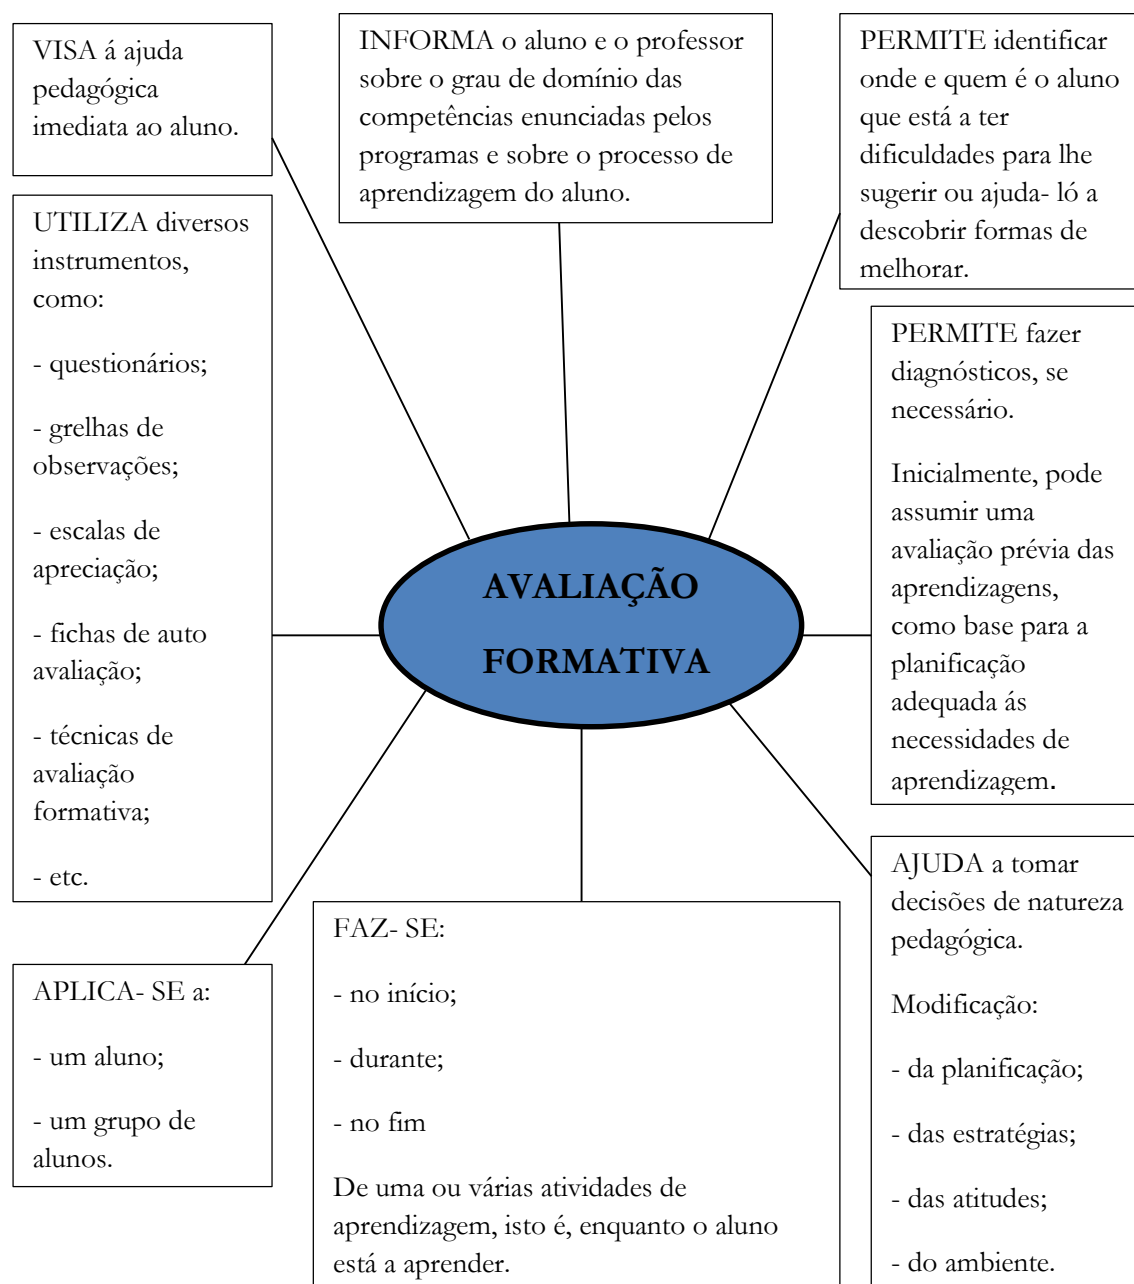 VISA á ajuda
pedagógica
imediata ao aluno.
INFORMA o aluno e o professor
sobre o grau de domínio das
competências enunciadas pelos
programas e sobre o processo de
aprendizagem do aluno.
PERMITE identificar
onde e quem é o aluno
que está a ter
dificuldades para lhe
sugerir ou ajuda- ló a
descobrir formas de
melhorar.
UTILIZA diversos
instrumentos,
como:
- questionários;
- grelhas de
observações;
- escalas de
apreciação;
- fichas de auto
avaliação;
- técnicas de
avaliação
formativa;
- etc.
PERMITE fazer
diagnósticos, se
necessário.
Inicialmente, pode
assumir uma
avaliação prévia das
aprendizagens,
como base para a
planificação
adequada ás
necessidades de
aprendizagem.
AVALIAÇÃO
FORMATIVA
APLICA- SE a:
- um aluno;
- um grupo de
alunos.
FAZ- SE:
- no início;
- durante;
- no fim
De uma ou várias atividades de
aprendizagem, isto é, enquanto o aluno
está a aprender.
AJUDA a tomar
decisões de natureza
pedagógica.
Modificação:
- da planificação;
- das estratégias;
- das atitudes;
- do ambiente.